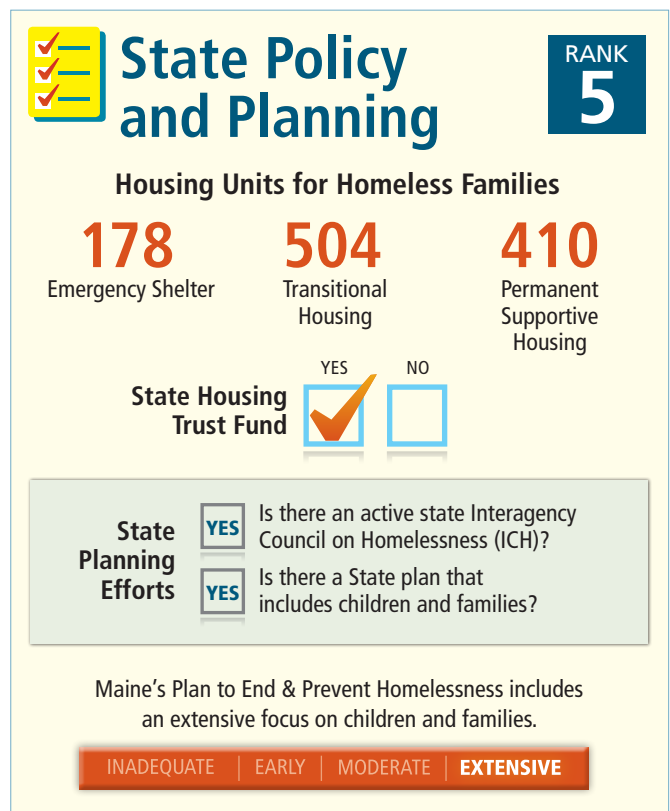 State Policy
and Planning
RANK
5
Housing Units for Homeless Families
178
Emergency Shelter
504
Transitional
Housing
410
Permanent
Supportive
Housing
YES NO
State Housing
Trust Fund
State
Planning
Efforts
YES Is there an active state Interagency
Council on Homelessness (ICH)?
YES Is there a State plan that
includes children and families?
Maine’s Plan to End & Prevent Homelessness includes
an extensive focus on children and families.
INADEQUATE | EARLY | MODERATE | EXTENSIVE